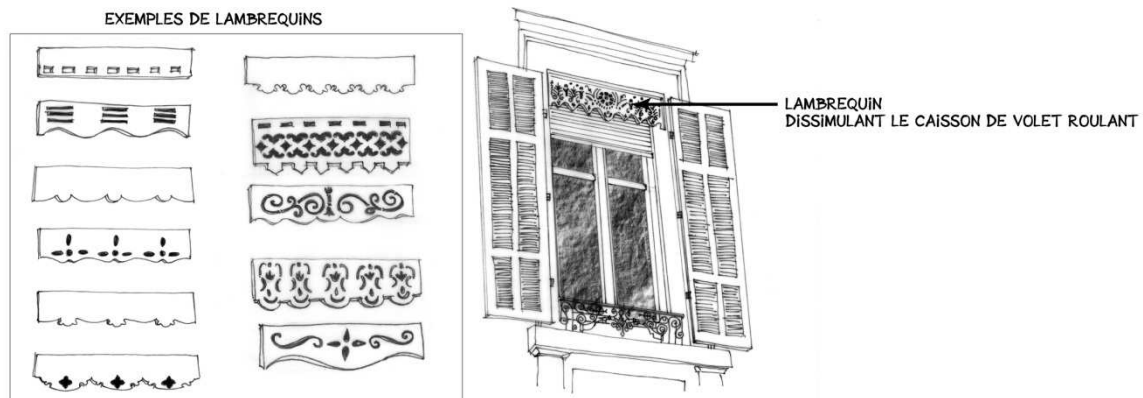 EXEMPLES DE LAMBREQUINS
LAMBREQUIN
DISSIMULANT LE CAISSON DE VOLET ROULANT